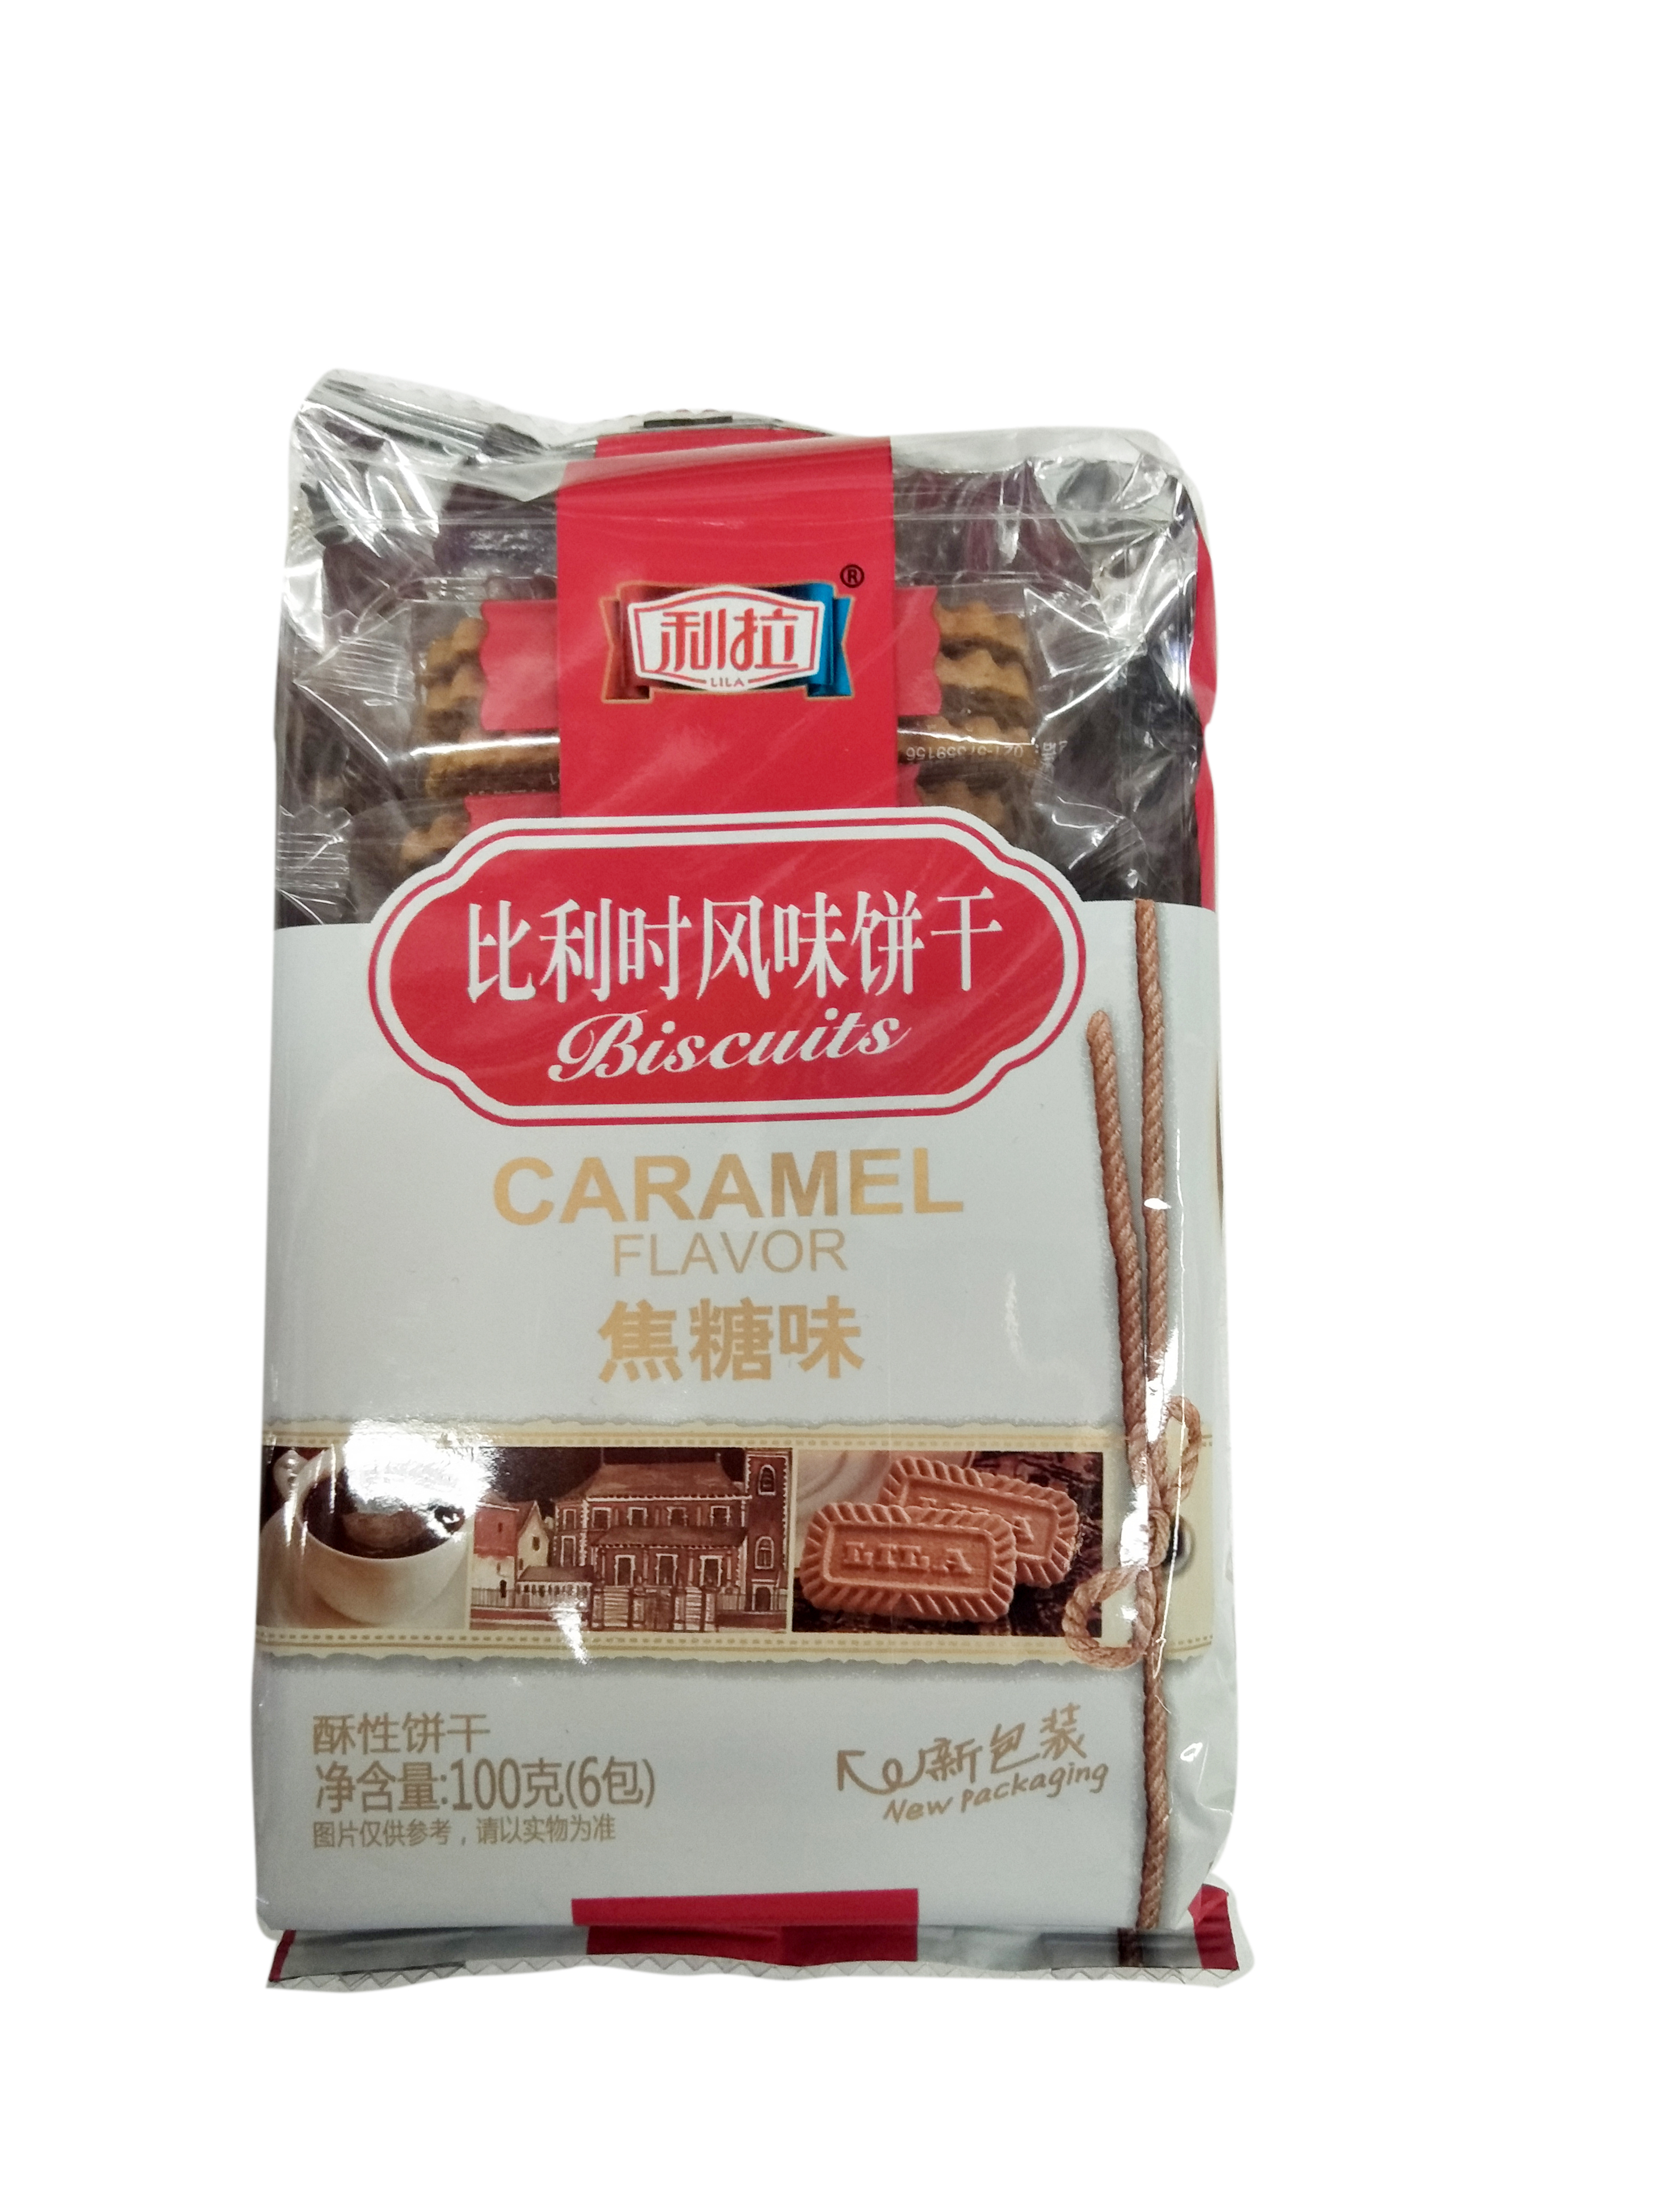 ®
利拉
LILA
比利时风味饼干
Biscuits
CARAMEL
FLAVOR
焦糖味
LILA
酥性饼干
净含量:100克(6包)
图片仅供参考，请以实物为准
新包装
New packaging